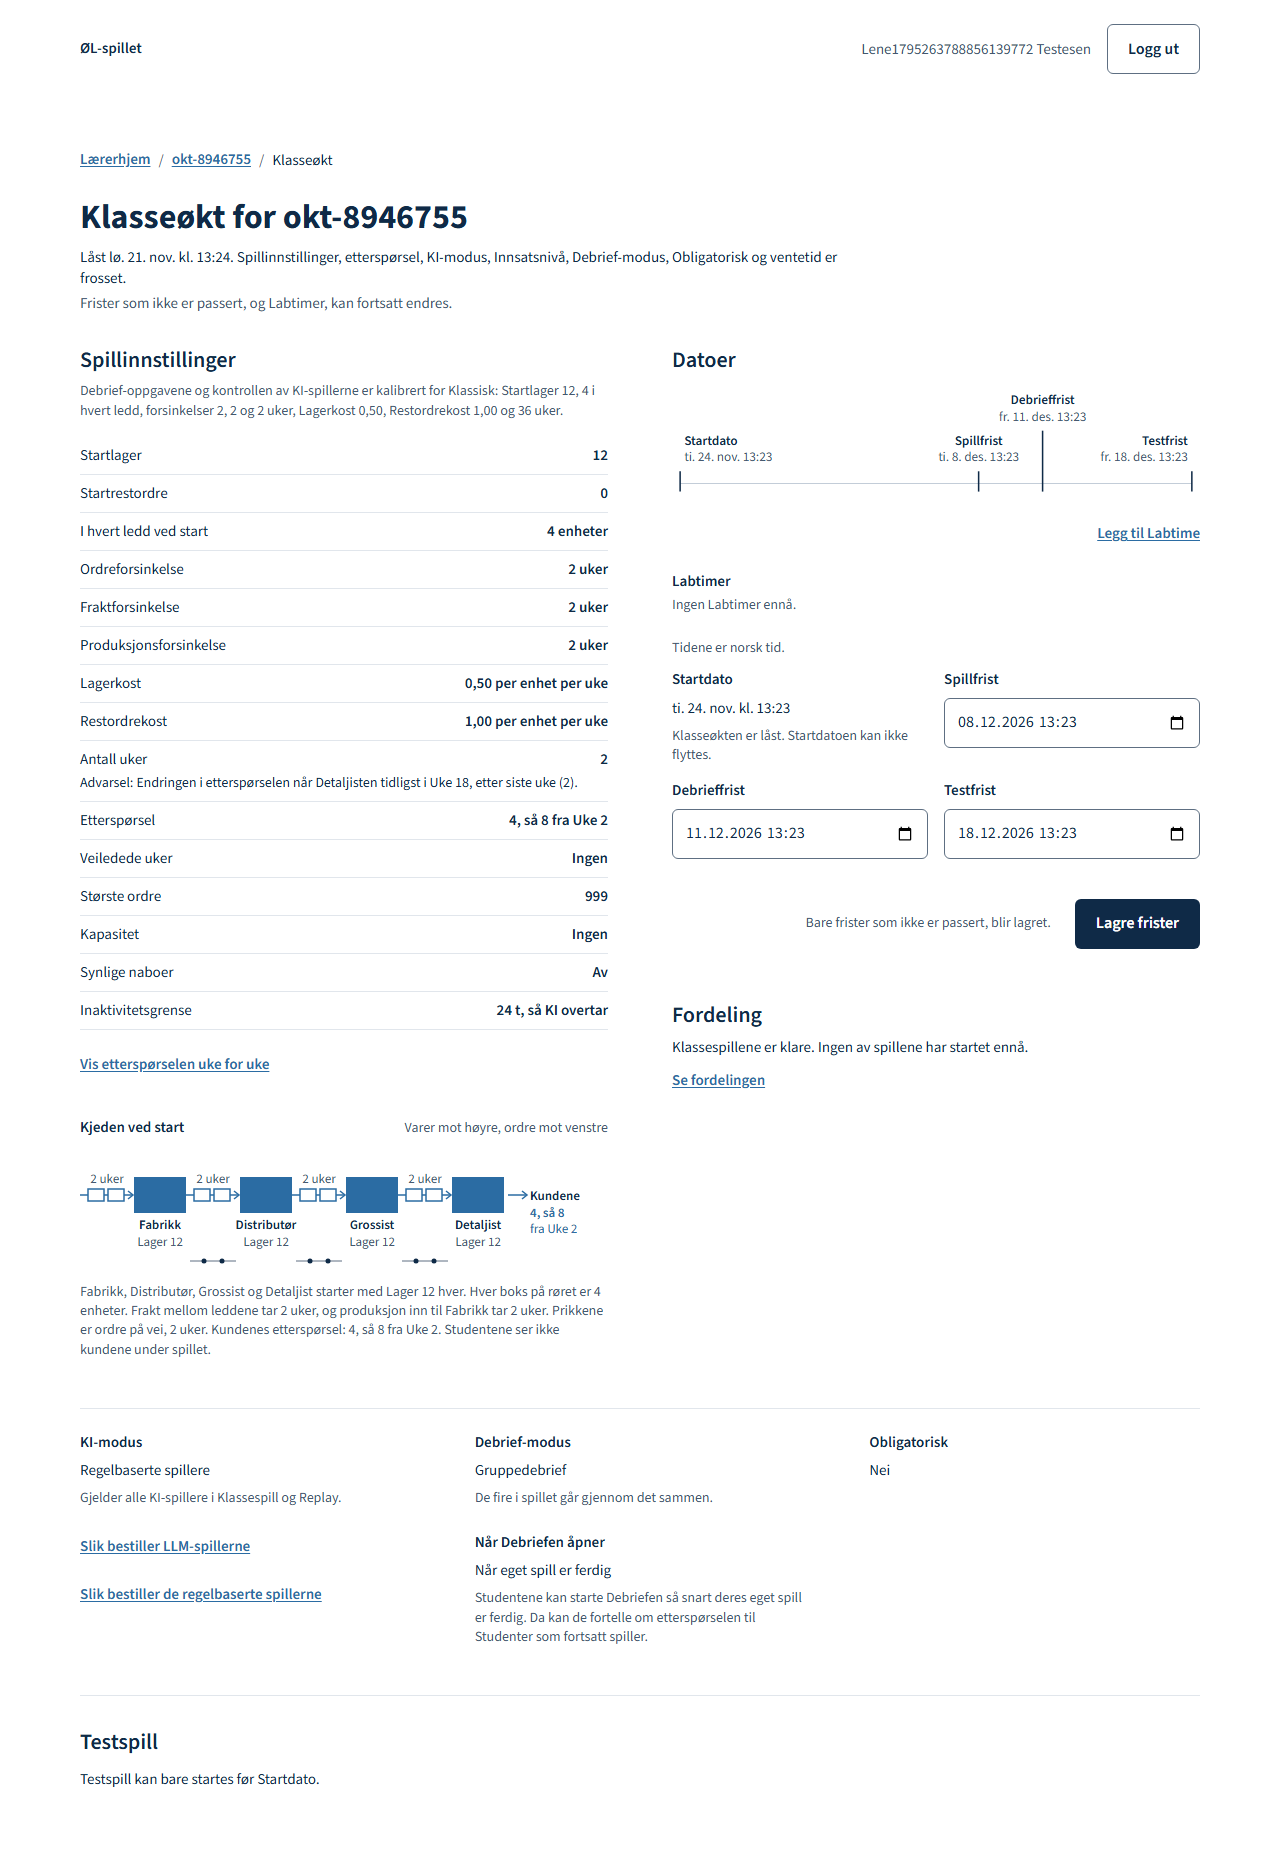 ØL-spillet
Lene1795263788856139772 Testesen
Logg ut
Lærerhjem / okt-8946755 / Klasseøkt
Klasseøkt for okt-8946755
Låst lø. 21. nov. kl. 13:24. Spillinnstillinger, etterspørsel, KI-modus, Innsatsnivå, Debrief-modus, Obligatorisk og ventetid er
frosset.
Frister som ikke er passert, og Labtimer, kan fortsatt endres.
Spillinnstillinger
Debrief-oppgavene og kontrollen av KI-spillerne er kalibrert for Klassisk: Startlager 12, 4 i
hvert ledd, forsinkelser 2, 2 og 2 uker, Lagerkost 0,50, Restordrekost 1,00 og 36 uker.
Startlager 12
Startrestordre 0
I hvert ledd ved start 4 enheter
Ordreforsinkelse 2 uker
Fraktforsinkelse 2 uker
Produksjonsforsinkelse 2 uker
Lagerkost 0,50 per enhet per uke
Restordrekost 1,00 per enhet per uke
Antall uker 2
Advarsel: Endringen i etterspørselen når Detaljisten tidligst i Uke 18, etter siste uke (2).
Etterspørsel 4, så 8 fra Uke 2
Veiledede uker Ingen
Største ordre 999
Kapasitet Ingen
Synlige naboer Av
Inaktivitetsgrense 24 t, så KI overtar
Vis etterspørselen uke for uke
Kjeden ved start Varer mot høyre, ordre mot venstre
2 uker 2 uker 2 uker 2 uker
Kundene
4, så 8
fra Uke 2
Fabrikk Distributør Grossist Detaljist
Lager 12 Lager 12 Lager 12 Lager 12
Fabrikk, Distributør, Grossist og Detaljist starter med Lager 12 hver. Hver boks på røret er 4
enheter. Frakt mellom leddene tar 2 uker, og produksjon inn til Fabrikk tar 2 uker. Prikkene
er ordre på vei, 2 uker. Kundenes etterspørsel: 4, så 8 fra Uke 2. Studentene ser ikke
kundene under spillet.
Datoer
Debrieffrist
fr. 11. des. 13:23
Startdato Spillfrist Testfrist
ti. 24. nov. 13:23 ti. 8. des. 13:23 fr. 18. des. 13:23
Legg til Labtime
Labtimer
Ingen Labtimer ennå.
Tidene er norsk tid.
Startdato
ti. 24. nov. kl. 13:23
Klasseøkten er låst. Startdatoen kan ikke
flyttes.
Spillfrist
08.12.2026 13:23
Debrieffrist
11.12.2026 13:23
Testfrist
18.12.2026 13:23
Bare frister som ikke er passert, blir lagret.
Lagre frister
Fordeling
Klassespillene er klare. Ingen av spillene har startet ennå.
Se fordelingen
KI-modus
Regelbaserte spillere
Gjelder alle KI-spillere i Klassespill og Replay.
Slik bestiller LLM-spillerne
Slik bestiller de regelbaserte spillerne
Debrief-modus
Gruppedebrief
De fire i spillet går gjennom det sammen.
Når Debriefen åpner
Når eget spill er ferdig
Studentene kan starte Debriefen så snart deres eget spill
er ferdig. Da kan de fortelle om etterspørselen til
Studenter som fortsatt spiller.
Obligatorisk
Nei
Testspill
Testspill kan bare startes før Startdato.